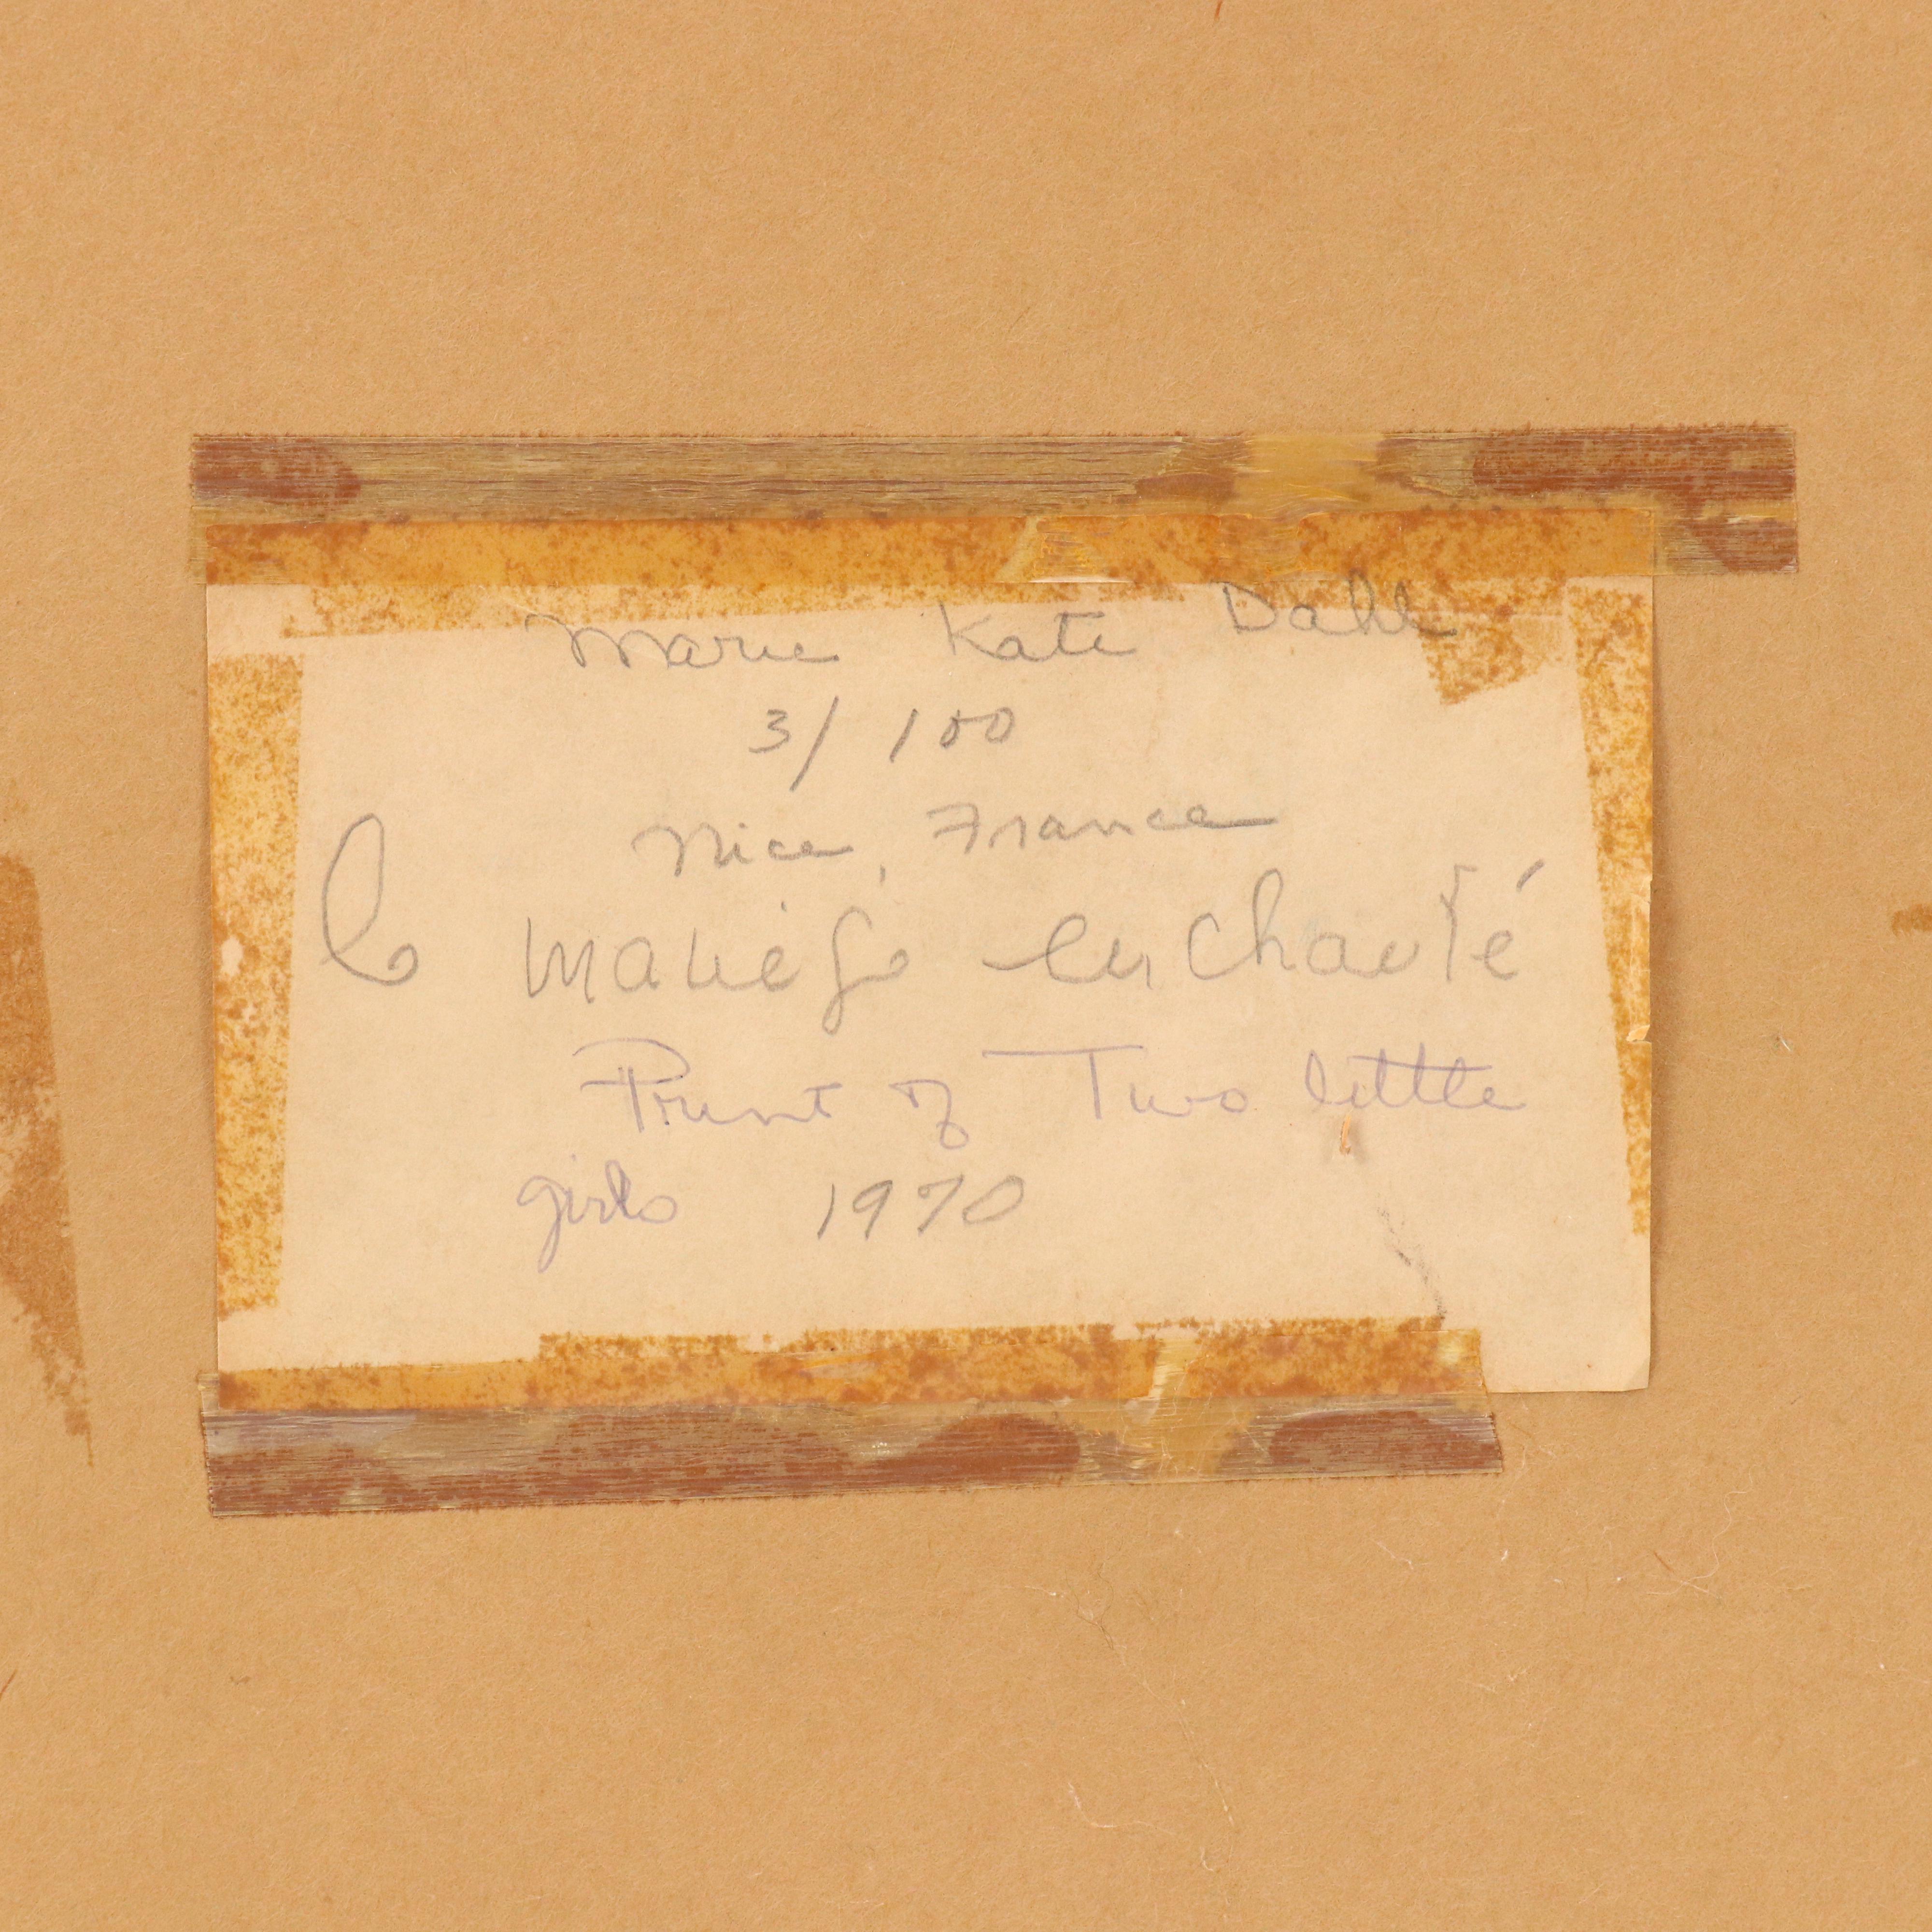 Marie Kate Dahl
3/100
Nice, France
le manège enchanté
Print of Two little
girls 1970